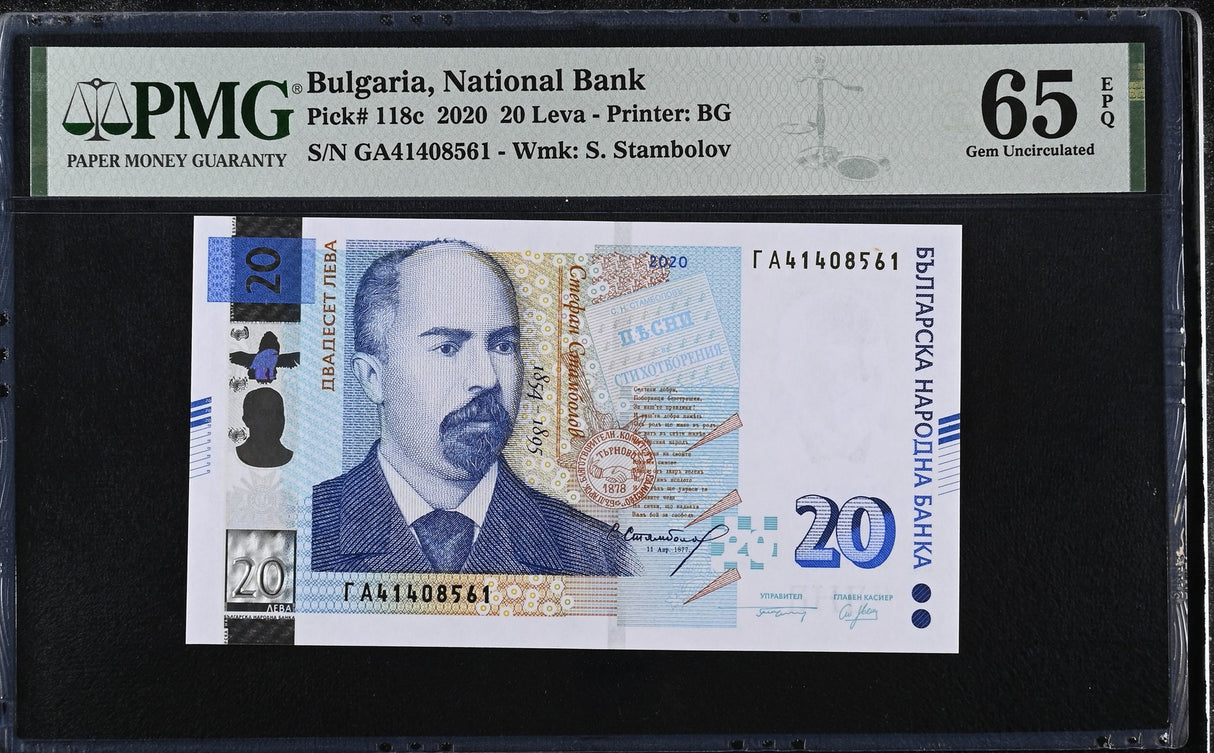 PMG®
PAPER MONEY GUARANTY
Bulgaria, National Bank
Pick# 118c 2020 20 Leva - Printer: BG
S/N GA41408561 - Wmk: S. Stambolov
65
EPQ
Gem Uncirculated
20
ДВАДЕСЕТ ЛЕВА
Стефан Стамболов
1854 - 1895
2020
ГА41408561
БЪЛГАРСКА НАРОДНА БАНКА
ПѢСНИ
СТИХОТВОРЕНИЯ
ТЪРНОВО
1878
11 Апр. 1877
20
20
ЛЕВА
ГА41408561
УПРАВИТЕЛ
ГЛАВЕН КАСИЕР